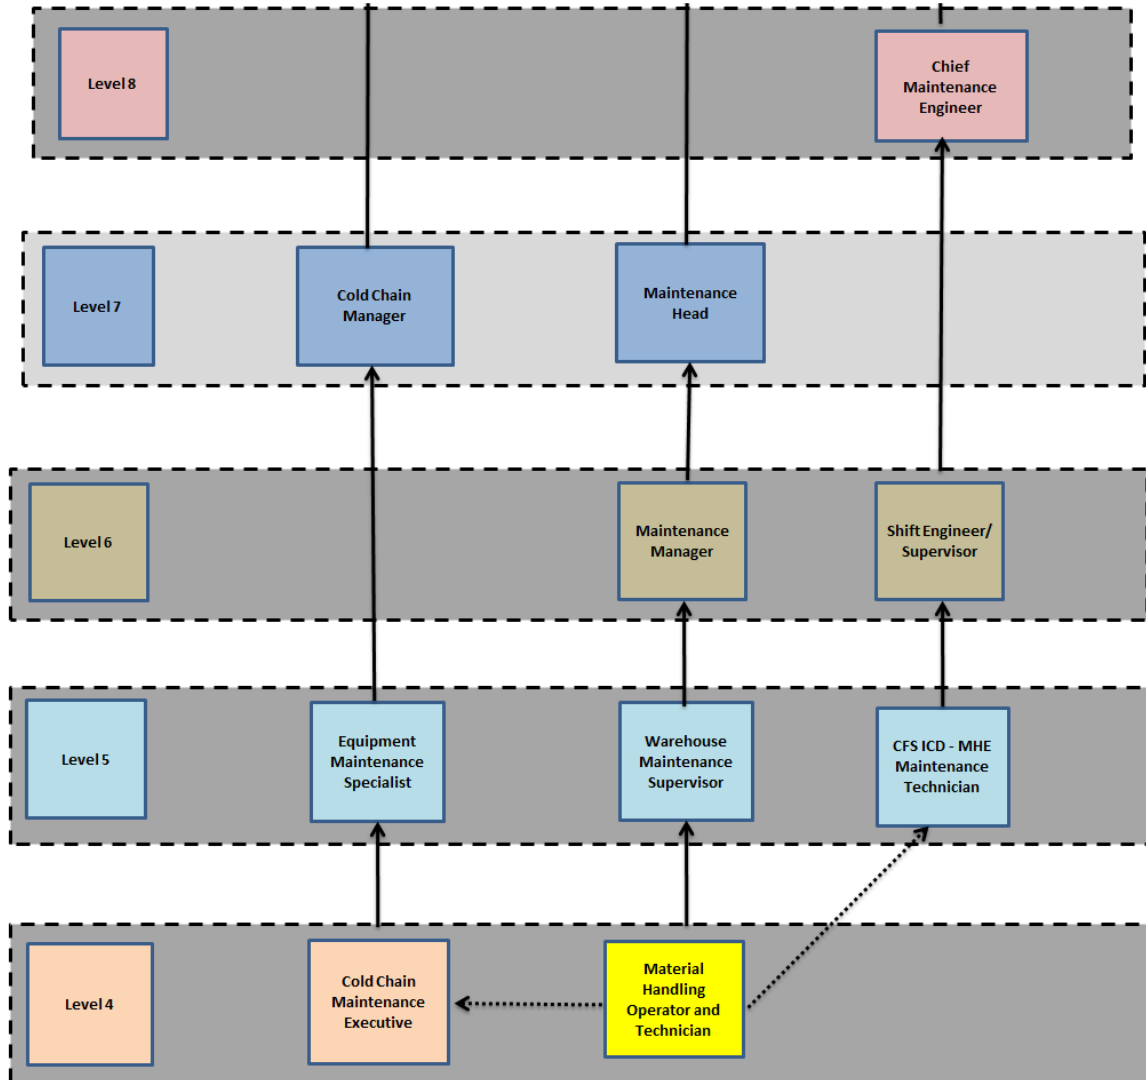 Level 8
Chief
Maintenance
Engineer
Level 7
Cold Chain
Manager
Maintenance
Head
Level 6
Maintenance
Manager
Shift Engineer/
Supervisor
Level 5
Equipment
Maintenance
Specialist
Warehouse
Maintenance
Supervisor
CFS ICD - MHE
Maintenance
Technician
Level 4
Cold Chain
Maintenance
Executive
Material
Handling
Operator and
Technician